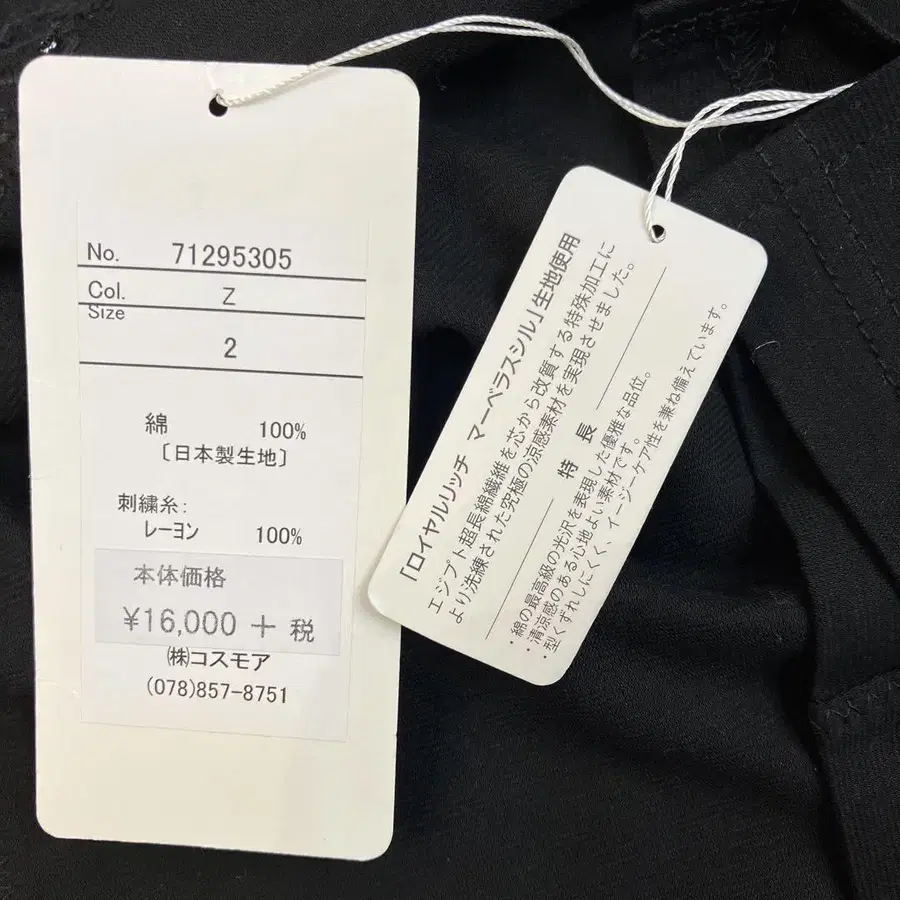 No. 71295305
Col. Z
Size
2
綿 100%
〔日本製生地〕
刺繍糸:
レーヨン 100%
本体価格
¥16,000 + 税
㈱コスモア
(078)857-8751
「ロイヤルリッチ マーベラスシル」生地使用
エジプト超長綿繊維を芯から改質する特殊加工に
より洗練された究極の涼感素材を実現させました。
特 長
・綿の最高級の光沢を表現した優雅な品位。
・清涼感のある心地よい素材です。
・型くずれしにくく、イージーケア性を兼ね備えています。